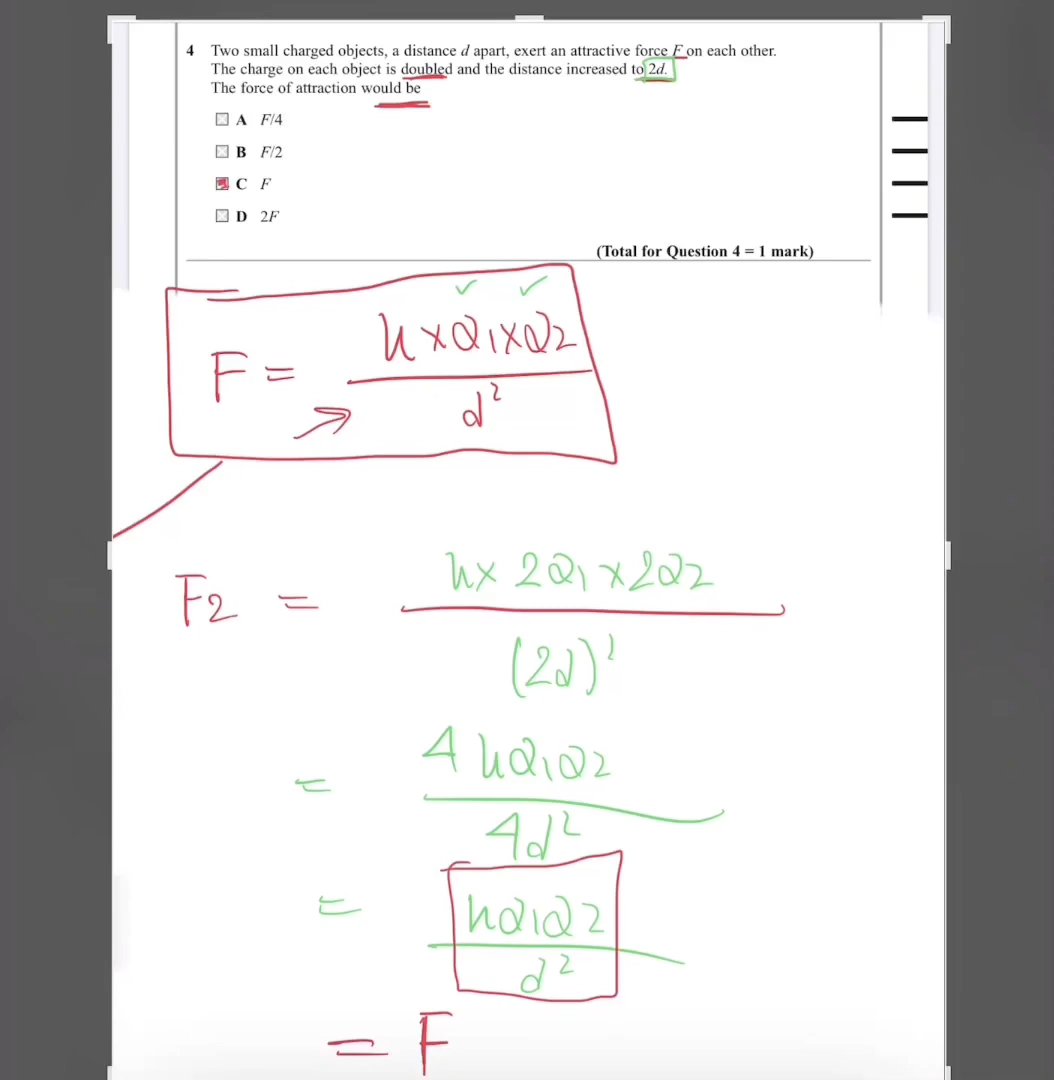 4 Two small charged objects, a distance d apart, exert an attractive force F on each other.
The charge on each object is doubled and the distance increased to 2d.
The force of attraction would be
A F/4
B F/2
C F
D 2F
(Total for Question 4 = 1 mark)
F = k×Q1×Q2
d²
F2 = k× 2Q1 ×2Q2
(2d)²
= 4 kQ1Q2
4d²
= kQ1Q2
d²
= F